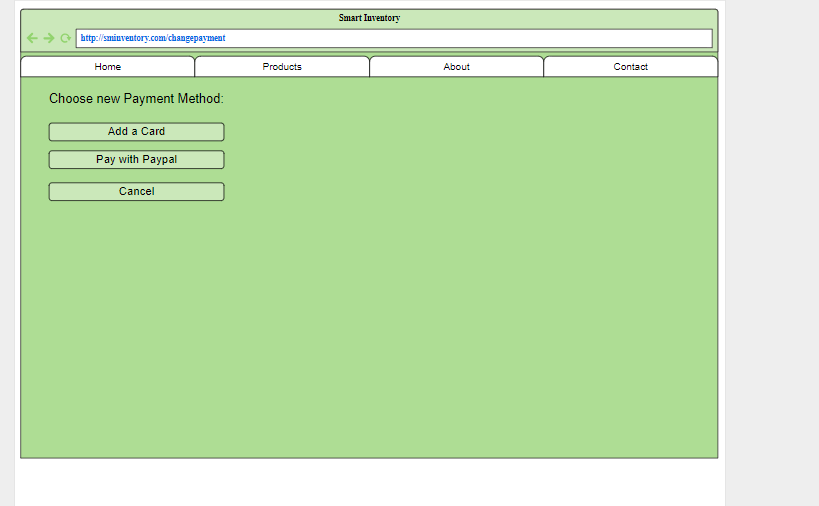 Smart Inventory
http://sminventory.com/changepayment
Home Products About Contact
Choose new Payment Method:
Add a Card
Pay with Paypal
Cancel